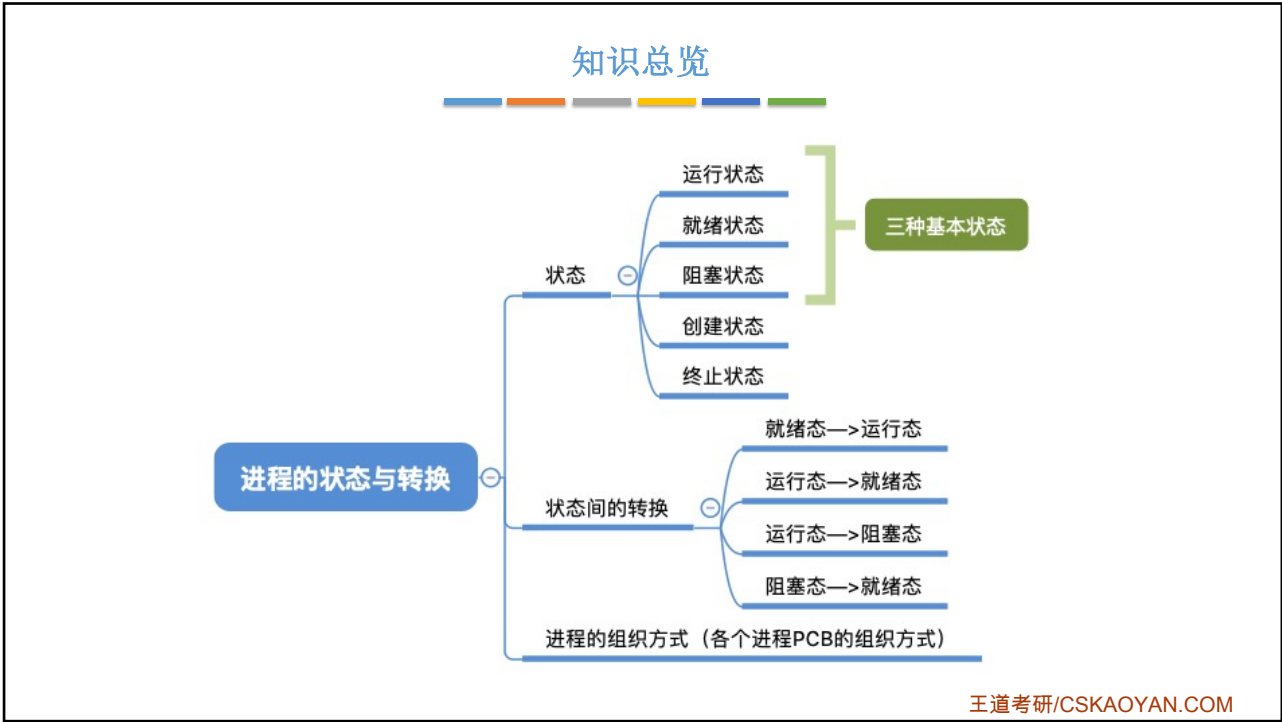 知识总览
运行状态
就绪状态
三种基本状态
状态
阻塞状态
创建状态
终止状态
就绪态—>运行态
进程的状态与转换
运行态—>就绪态
状态间的转换
运行态—>阻塞态
阻塞态—>就绪态
进程的组织方式（各个进程PCB的组织方式）
王道考研/CSKAOYAN.COM